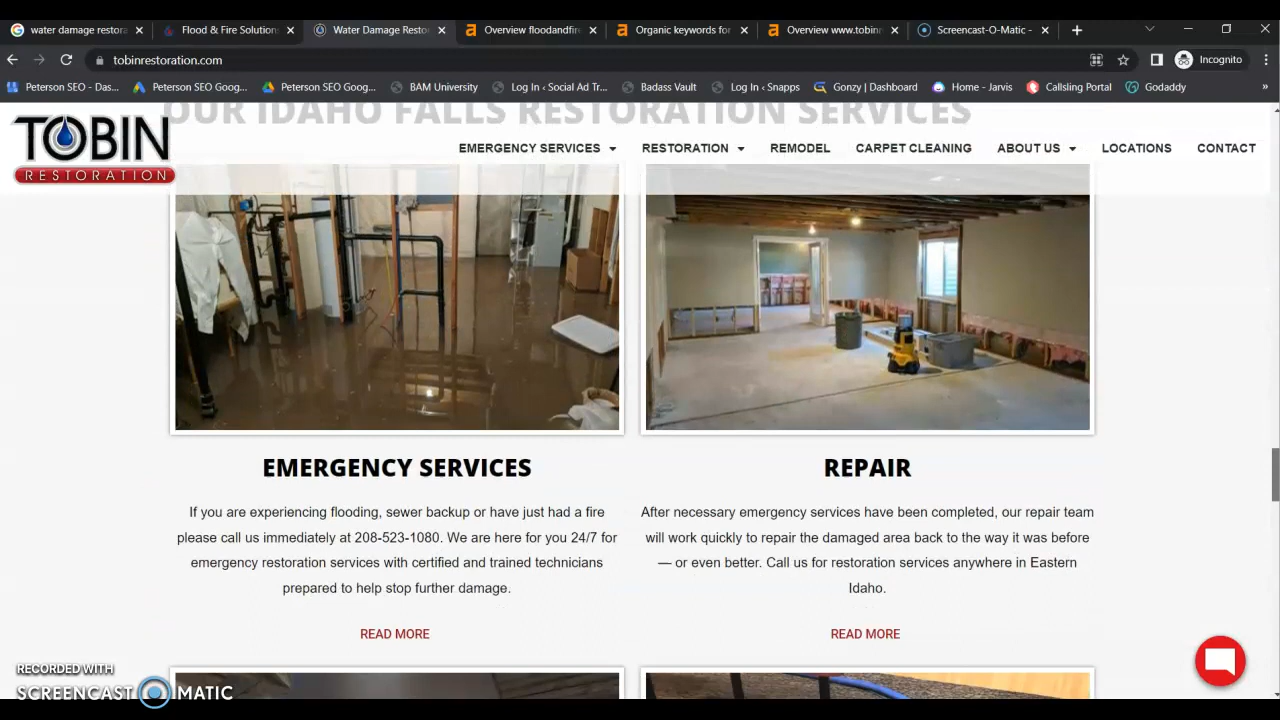 water damage restora
Flood & Fire Solution
Water Damage Resto
Overview floodandfir
Organic keywords for
Overview www.tobinr
Screencast-O-Matic -
tobinrestoration.com
Incognito
Peterson SEO - Das...
Peterson SEO Goog...
Peterson SEO Goog...
BAM University
Log In ‹ Social Ad Tr...
Badass Vault
Log In ‹ Snapps
Gonzy | Dashboard
Home - Jarvis
Callsling Portal
Godaddy
»
OUR IDAHO FALLS RESTORATION SERVICES
TOBIN
RESTORATION
EMERGENCY SERVICES
RESTORATION
REMODEL
CARPET CLEANING
ABOUT US
LOCATIONS
CONTACT
EMERGENCY SERVICES
If you are experiencing flooding, sewer backup or have just had a fire
please call us immediately at 208-523-1080. We are here for you 24/7 for
emergency restoration services with certified and trained technicians
prepared to help stop further damage.
READ MORE
REPAIR
After necessary emergency services have been completed, our repair team
will work quickly to repair the damaged area back to the way it was before
— or even better. Call us for restoration services anywhere in Eastern
Idaho.
READ MORE
RECORDED WITH
SCREENCAST MATIC